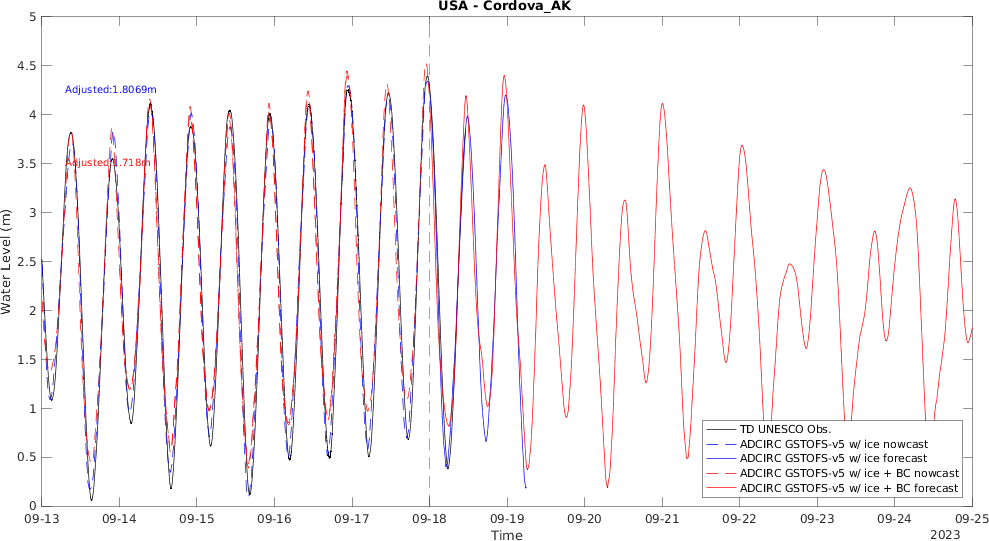 USA - Cordova_AK
5
4.5
4
3.5
3
2.5
2
1.5
1
0.5
0
Water Level (m)
Adjusted:1.8069m
Adjusted:1.718m
TD UNESCO Obs.
ADCIRC GSTOFS-v5 w/ ice nowcast
ADCIRC GSTOFS-v5 w/ ice forecast
ADCIRC GSTOFS-v5 w/ ice + BC nowcast
ADCIRC GSTOFS-v5 w/ ice + BC forecast
09-13 09-14 09-15 09-16 09-17 09-18 09-19 09-20 09-21 09-22 09-23 09-24 09-25
Time
2023